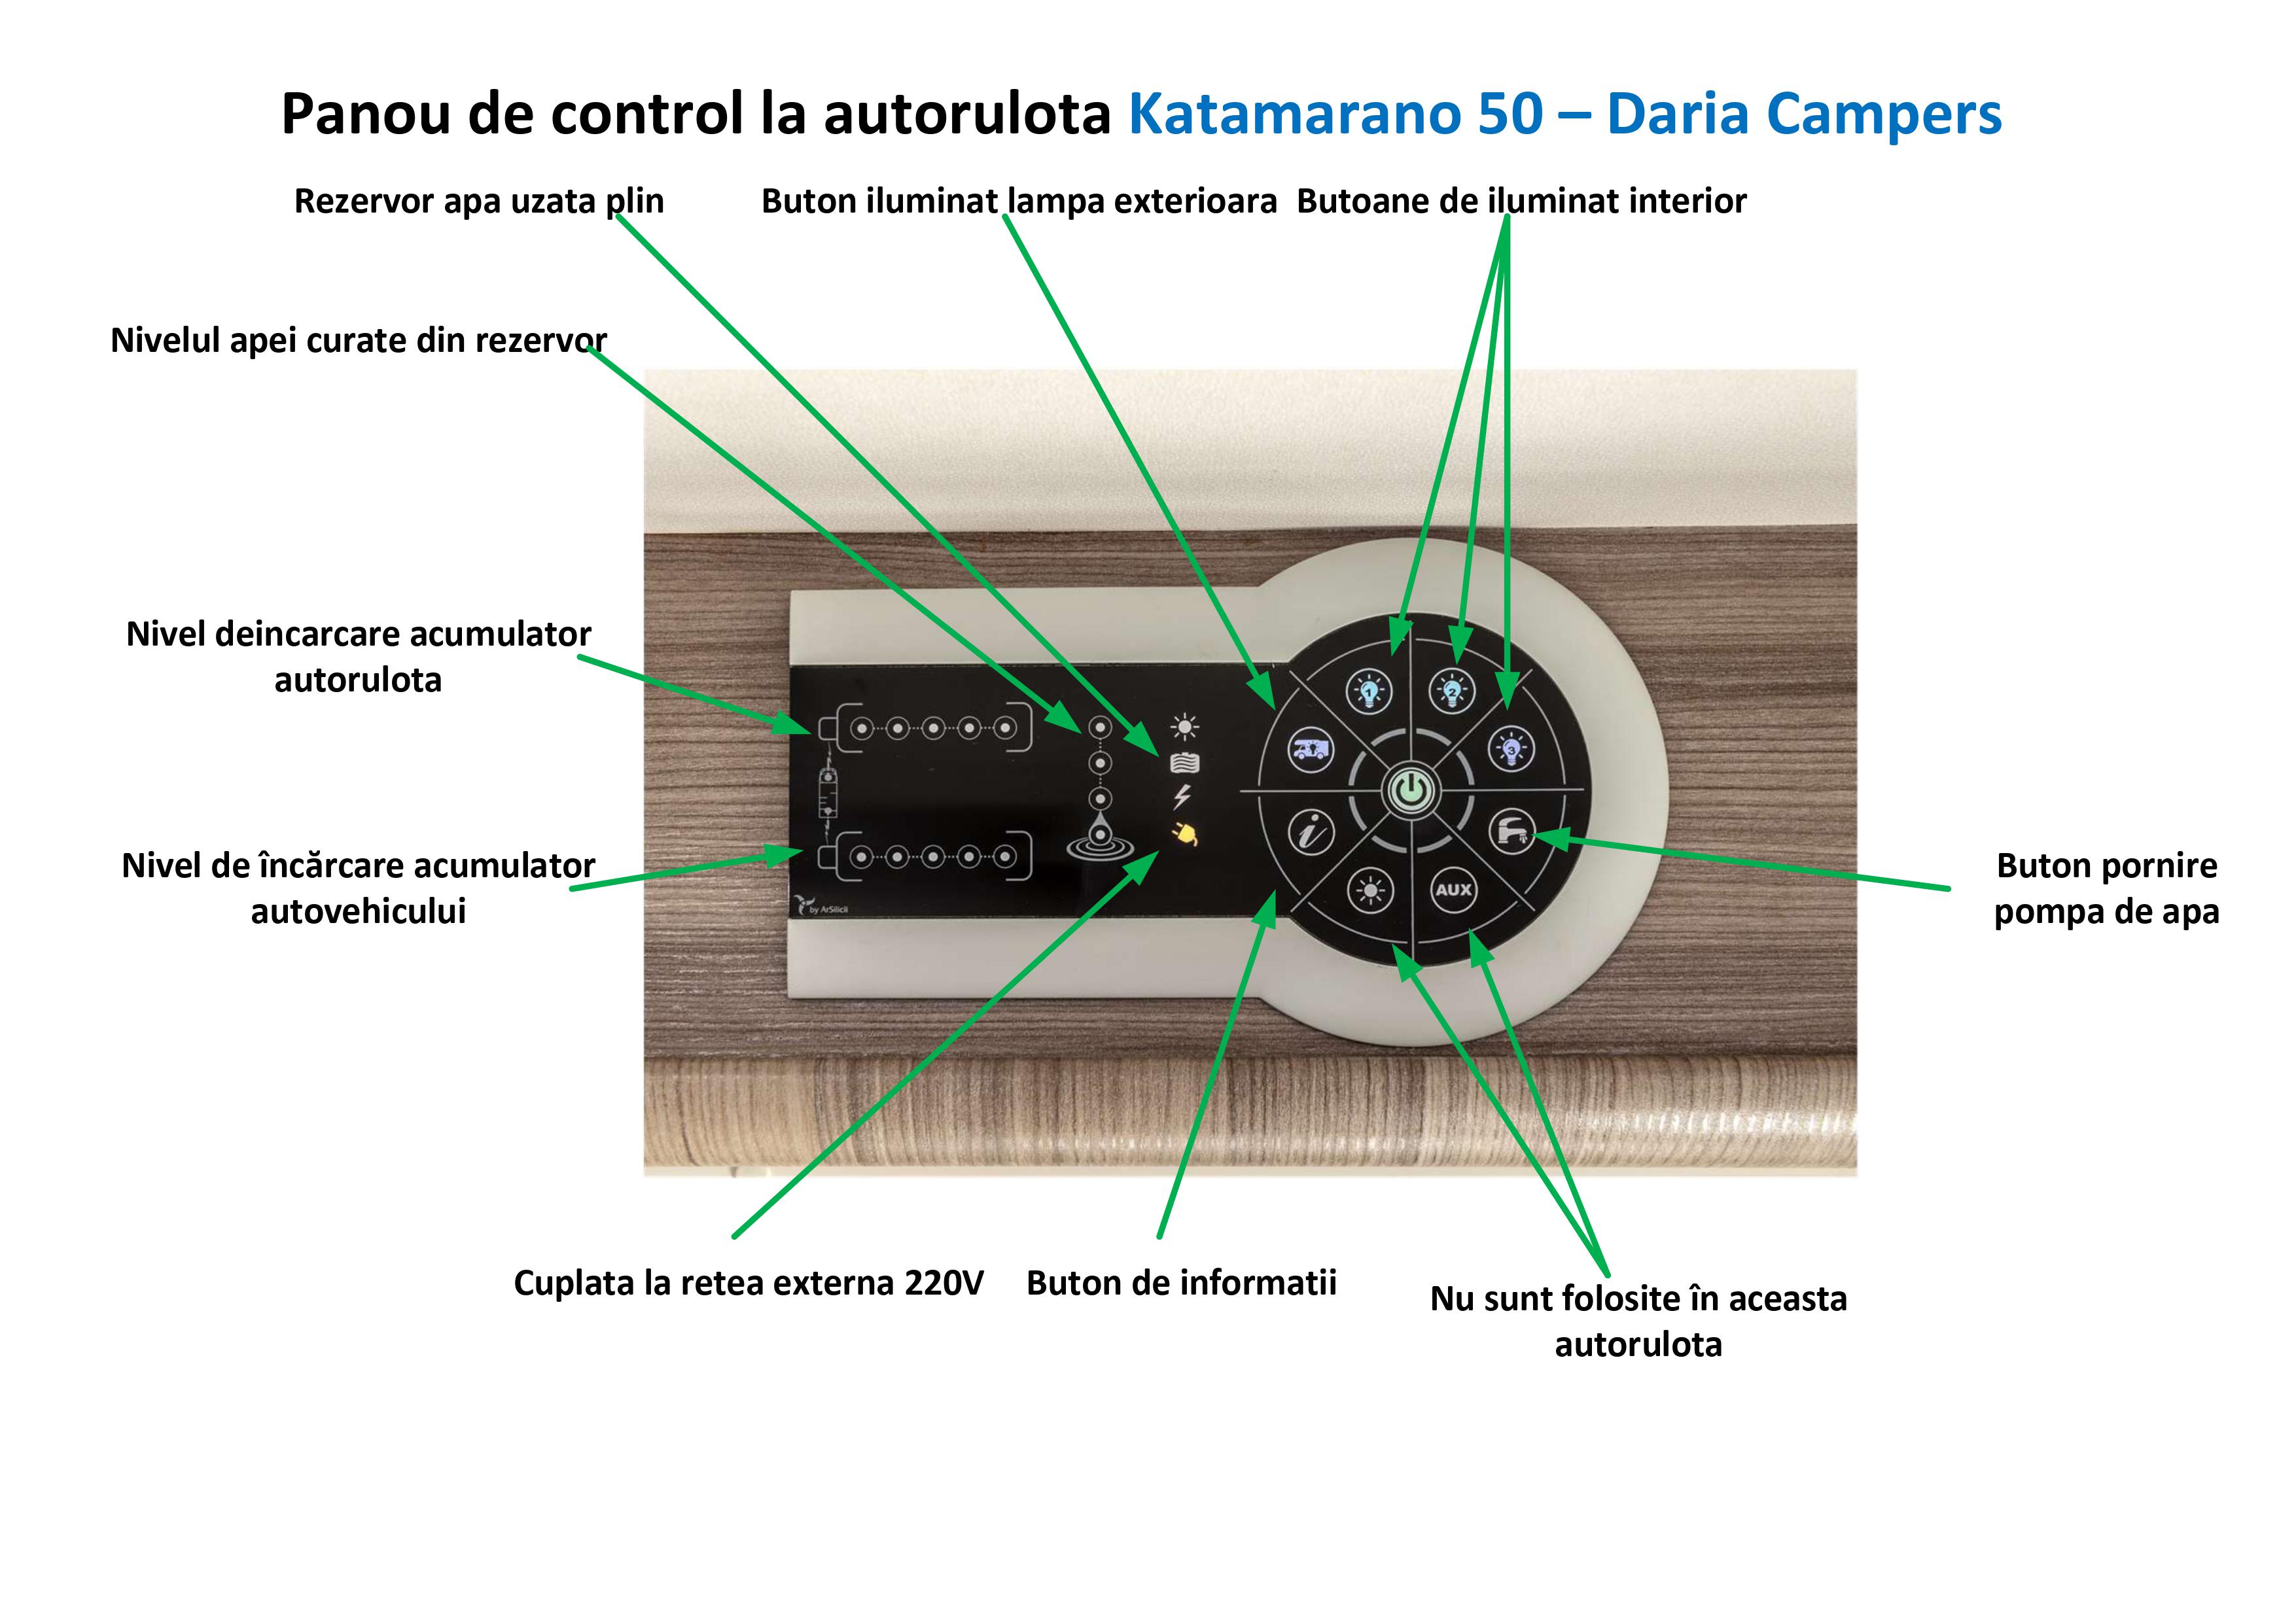 Panou de control la autorulota Katamarano 50 – Daria Campers
Rezervor apa uzata plin
Buton iluminat lampa exterioara
Butoane de iluminat interior
Nivelul apei curate din rezervor
Nivel deincarcare acumulator
autorulota
Nivel de încărcare acumulator
autovehicului
1
2
3
i
AUX
by ArSilicii
Buton pornire
pompa de apa
Cuplata la retea externa 220V
Buton de informatii
Nu sunt folosite în aceasta
autorulota